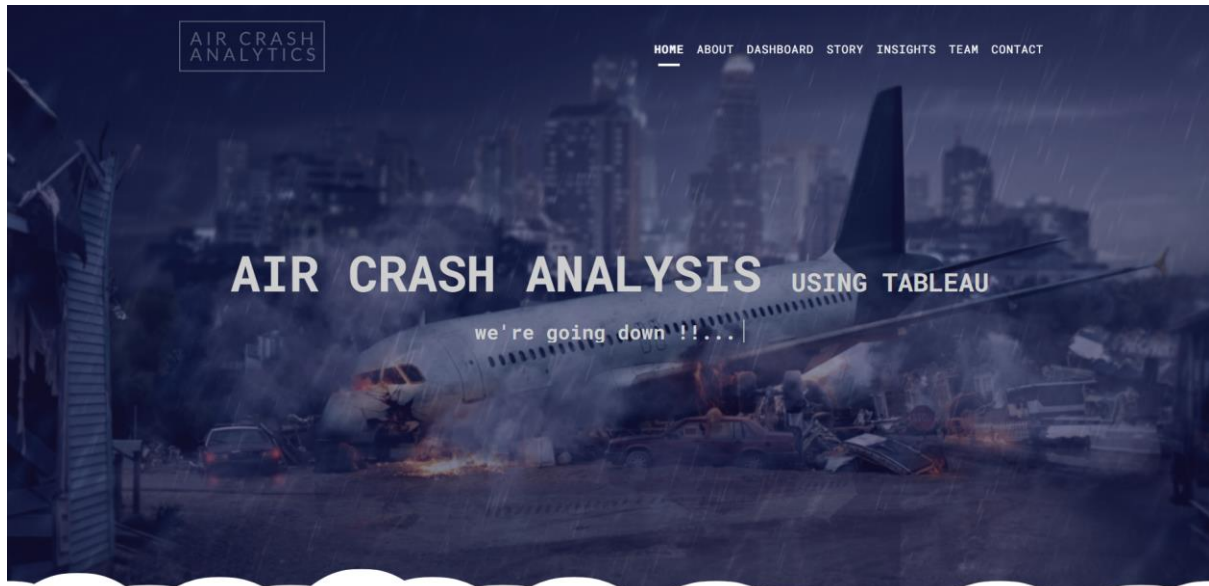 AIR CRASH
ANALYTICS
HOME ABOUT DASHBOARD STORY INSIGHTS TEAM CONTACT
AIR CRASH ANALYSIS USING TABLEAU
we're going down !!...